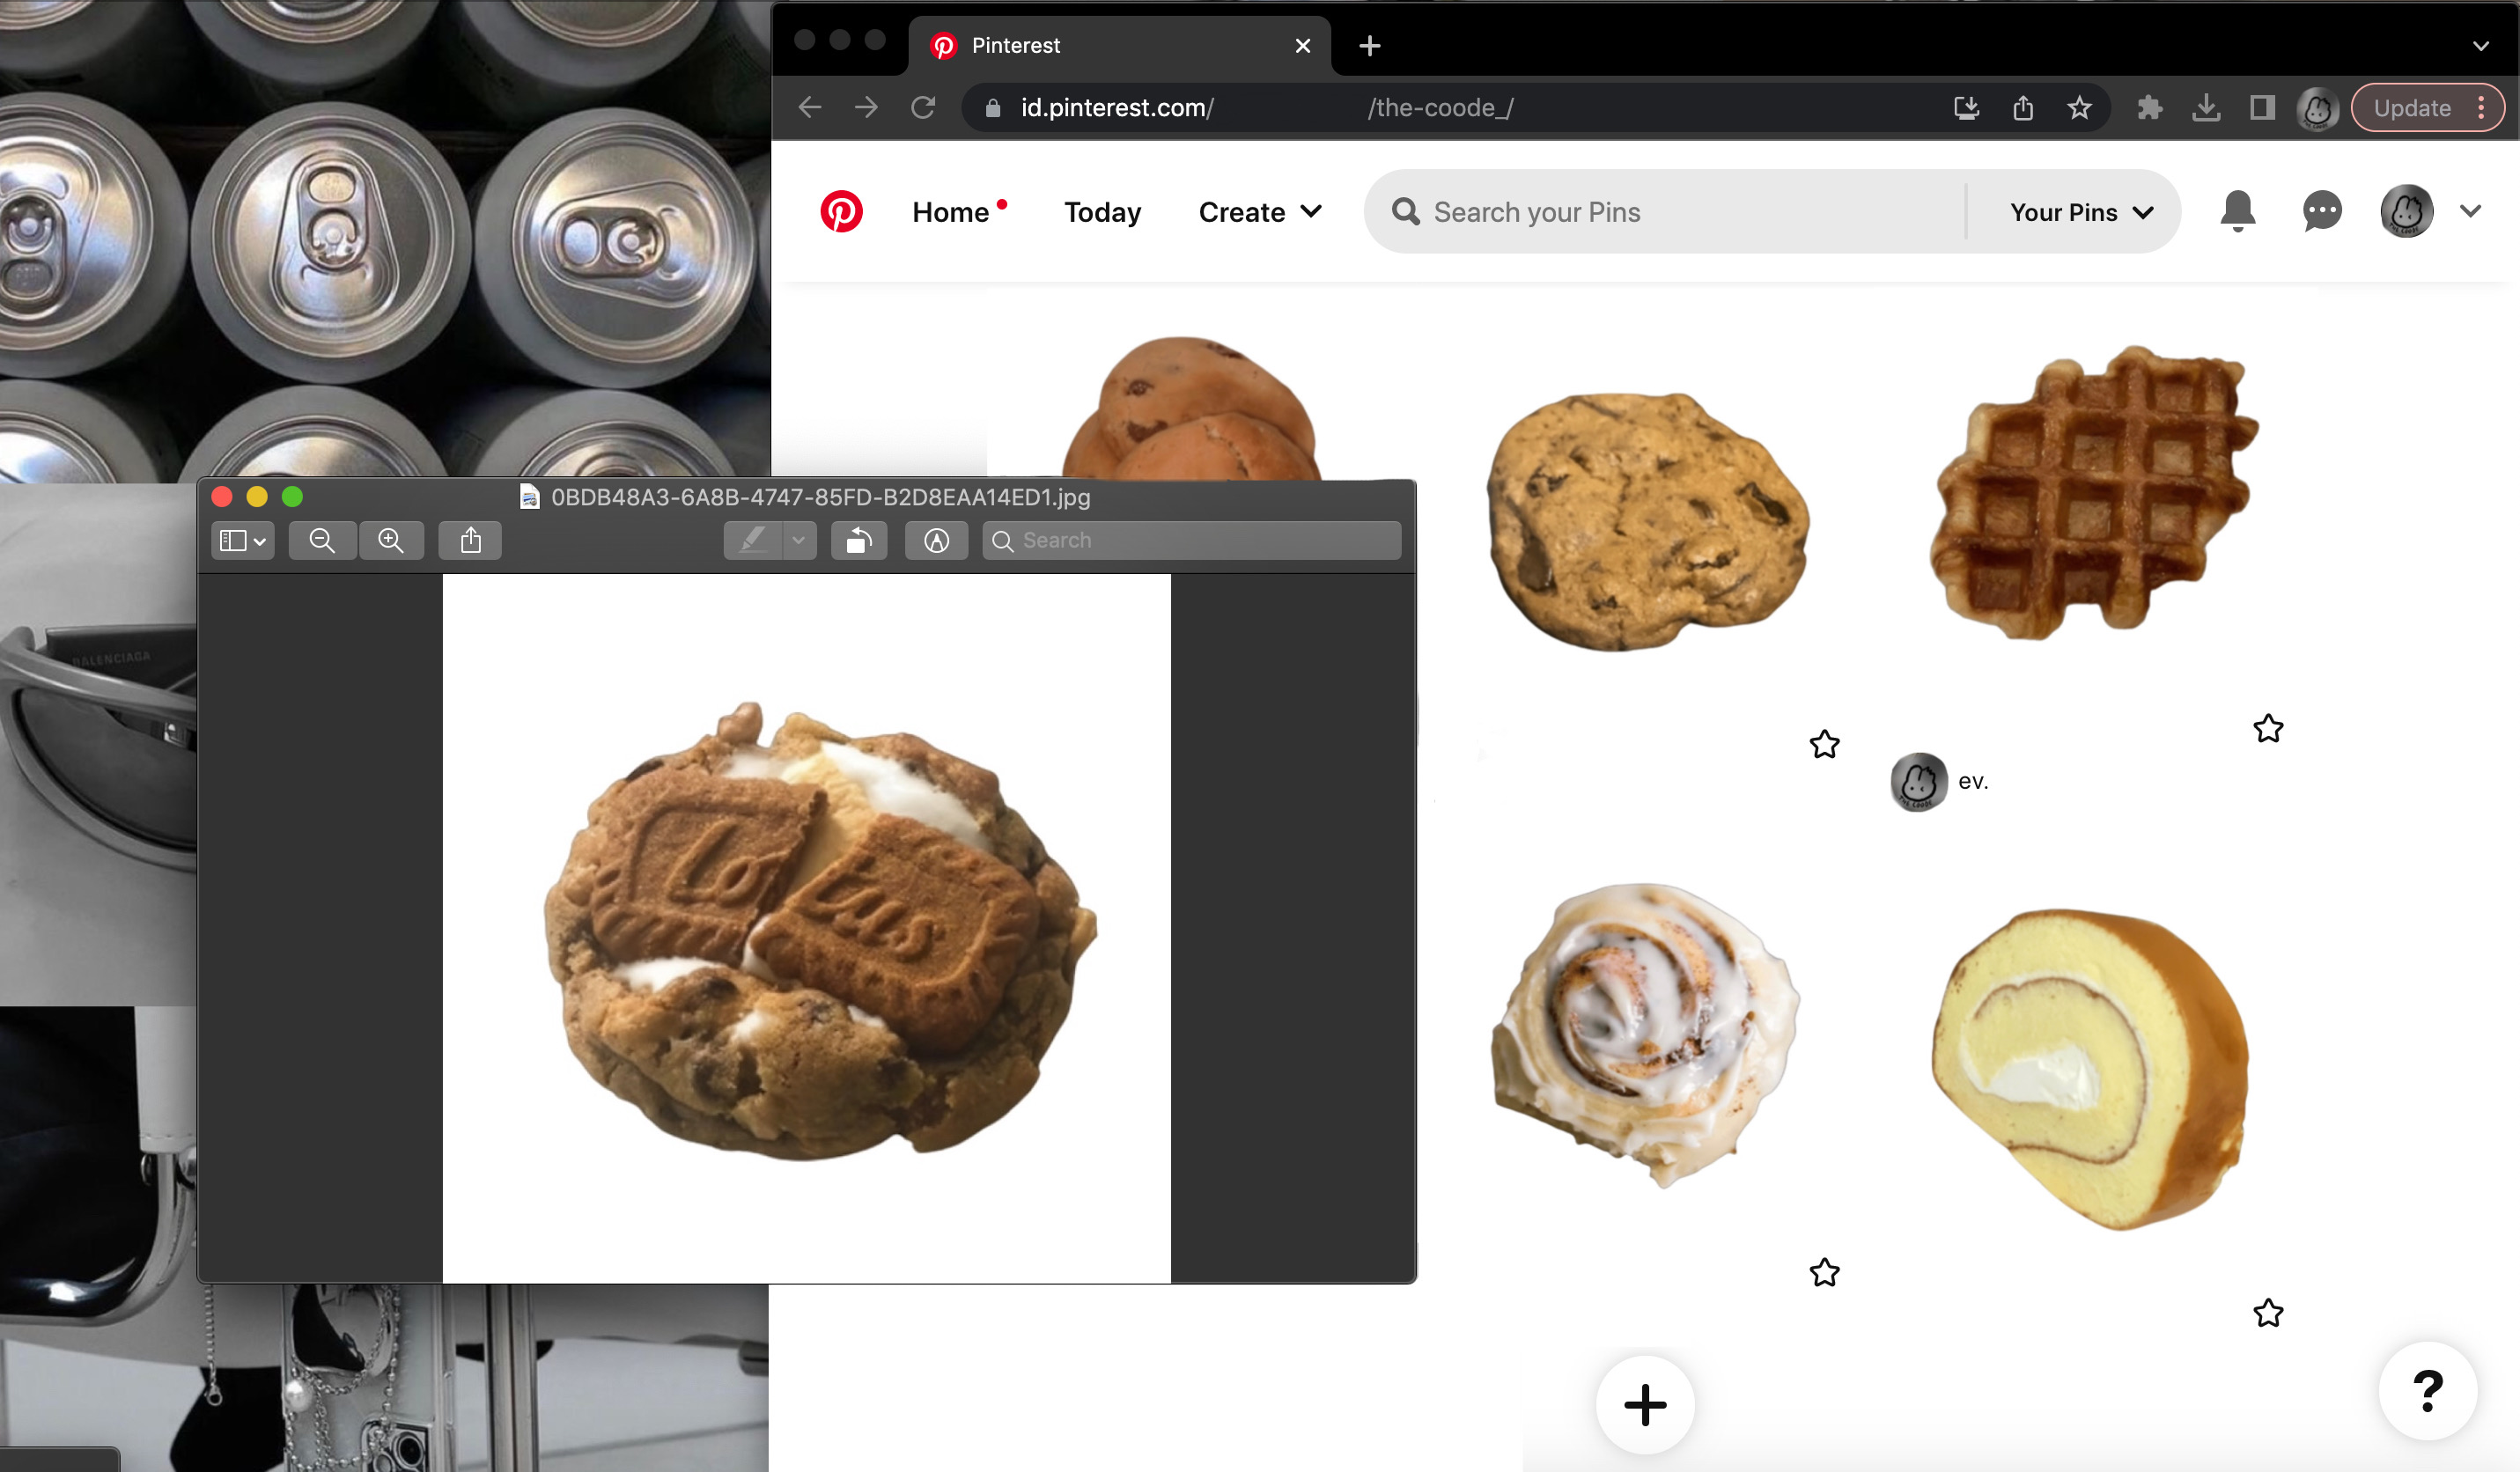 Pinterest
id.pinterest.com/ /the-coode_/
Update
Home
Today
Create
Search your Pins
Your Pins
0BDB48A3-6A8B-4747-85FD-B2D8EAA14ED1.jpg
Search
BALENCIAGA
lotus
ev.
?